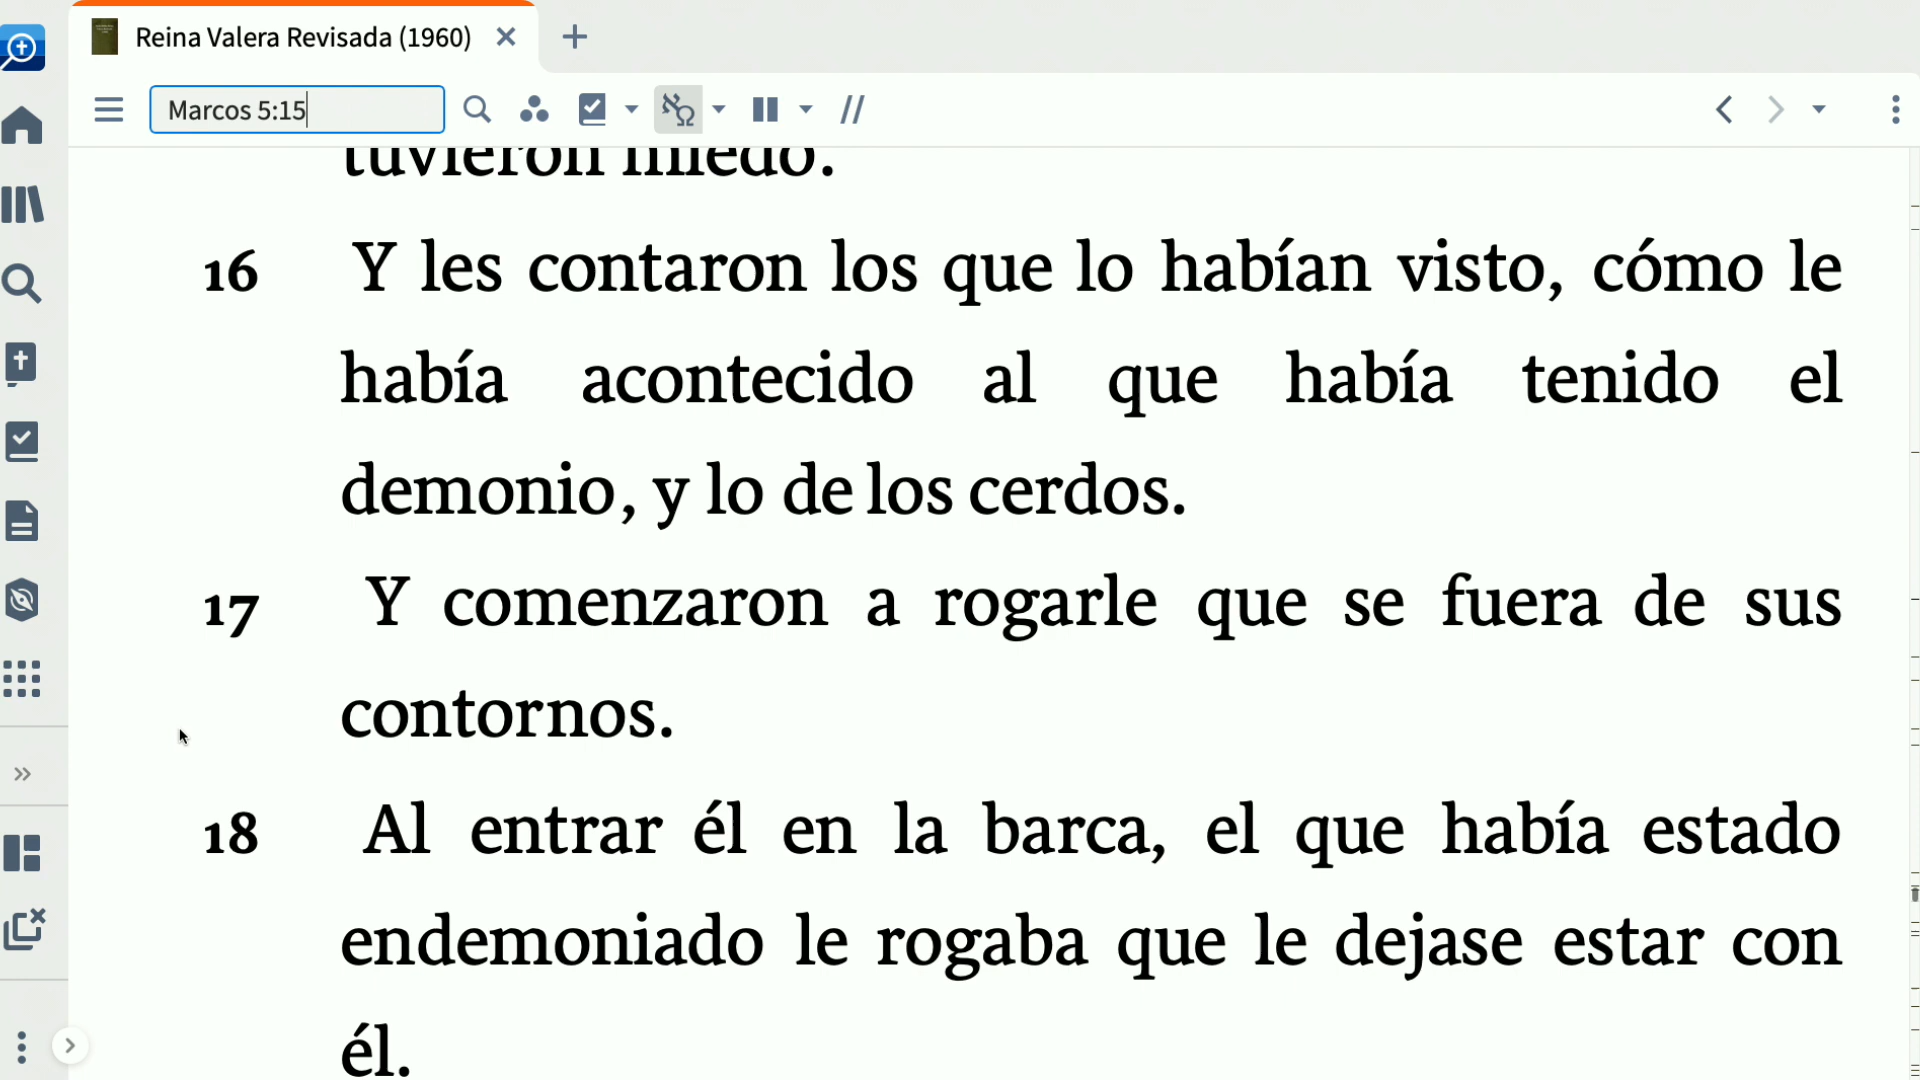 Reina Valera Revisada (1960)
Marcos 5:15
tuvieron miedo.
16 Y les contaron los que lo habían visto, cómo le
había acontecido al que había tenido el
demonio, y lo de los cerdos.
17 Y comenzaron a rogarle que se fuera de sus
contornos.
18 Al entrar él en la barca, el que había estado
endemoniado le rogaba que le dejase estar con
él.